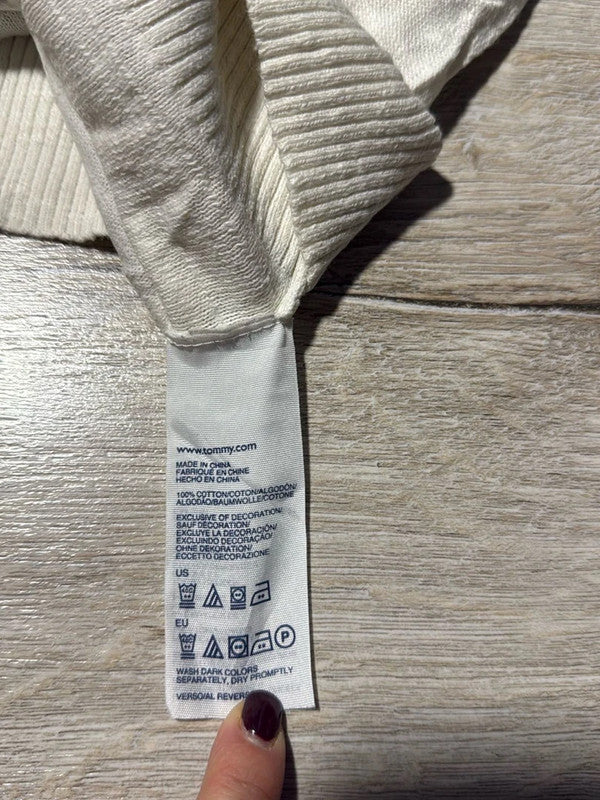 www.tommy.com
MADE IN CHINA
FABRIQUÉ EN CHINE
HECHO EN CHINA
100% COTTON/COTON/ALGODÓN/
ALGODÃO/BAUMWOLLE/COTONE
EXCLUSIVE OF DECORATION/
SAUF DÉCORATION/
EXCLUYE LA DECORACIÓN/
EXCLUINDO DECORAÇÃO/
OHNE DEKORATION/
ECCETTO DECORAZIONE
US
EU
P
WASH DARK COLORS
SEPARATELY, DRY PROMPTLY
VERSO/AL